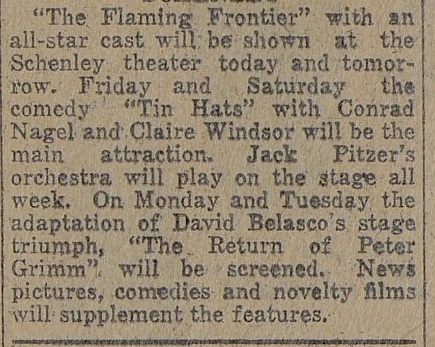 "The Flaming Frontier" with an
all-star cast will be shown at the
Schenley theater today and tomor-
row. Friday and Saturday the
comedy "Tin Hats" with Conrad
Nagel and Claire Windsor will be the
main attraction. Jack Pitzer's
orchestra will play on the stage all
week. On Monday and Tuesday the
adaptation of David Belasco's stage
triumph, "The Return of Peter
Grimm" will be screened. News
pictures, comedies and novelty films
will supplement the features.